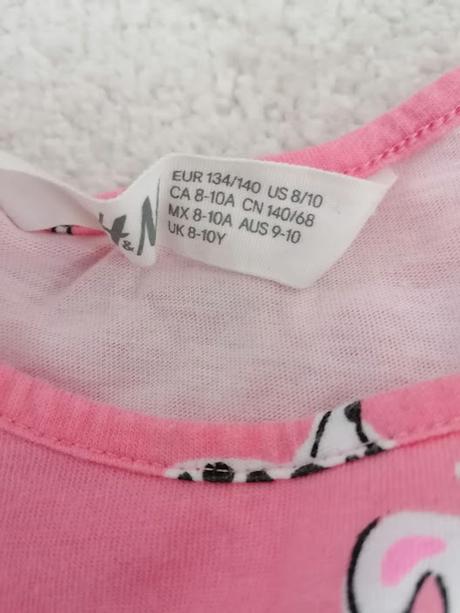 H&M
EUR 134/140 US 8/10
CA 8-10A CN 140/68
MX 8-10A AUS 9-10
UK 8-10Y